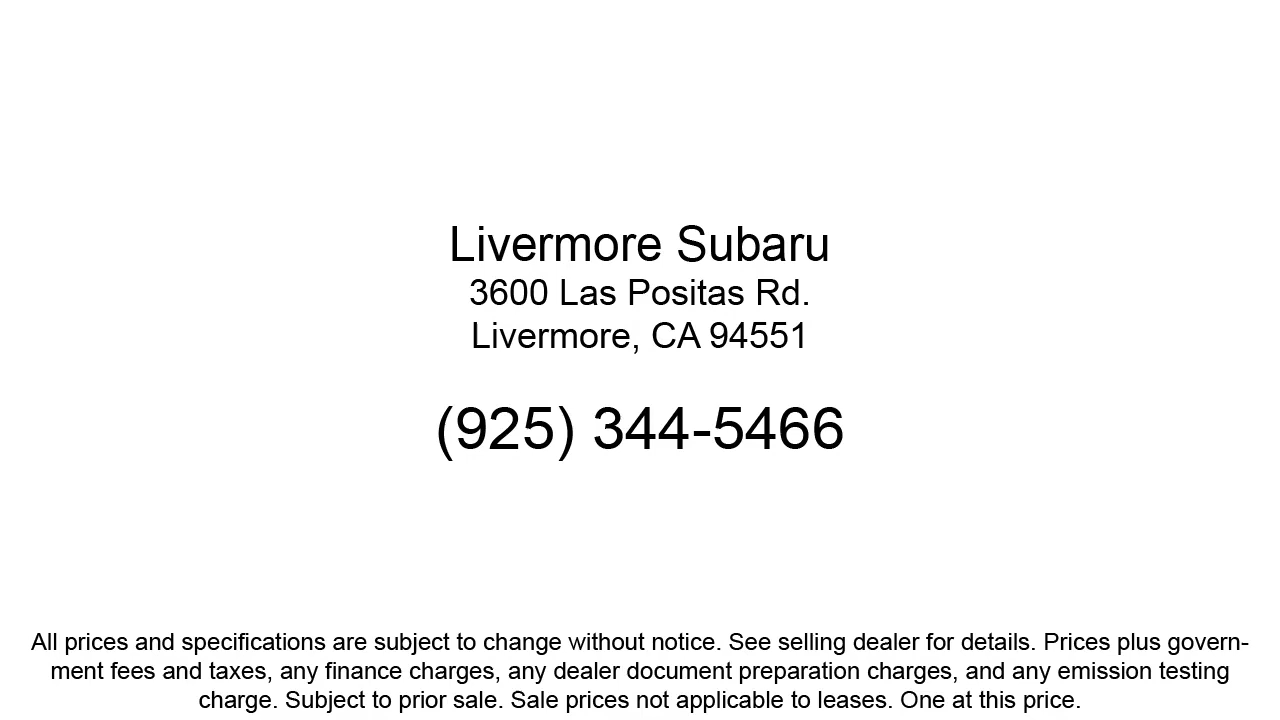 Livermore Subaru
3600 Las Positas Rd.
Livermore, CA 94551
(925) 344-5466
All prices and specifications are subject to change without notice. See selling dealer for details. Prices plus govern-
ment fees and taxes, any finance charges, any dealer document preparation charges, and any emission testing
charge. Subject to prior sale. Sale prices not applicable to leases. One at this price.